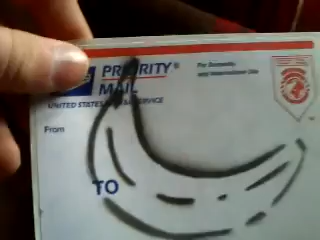 PRIORITY®
MAIL
UNITED STATES POSTAL SERVICE
For Domestic
and International Use
From
TO